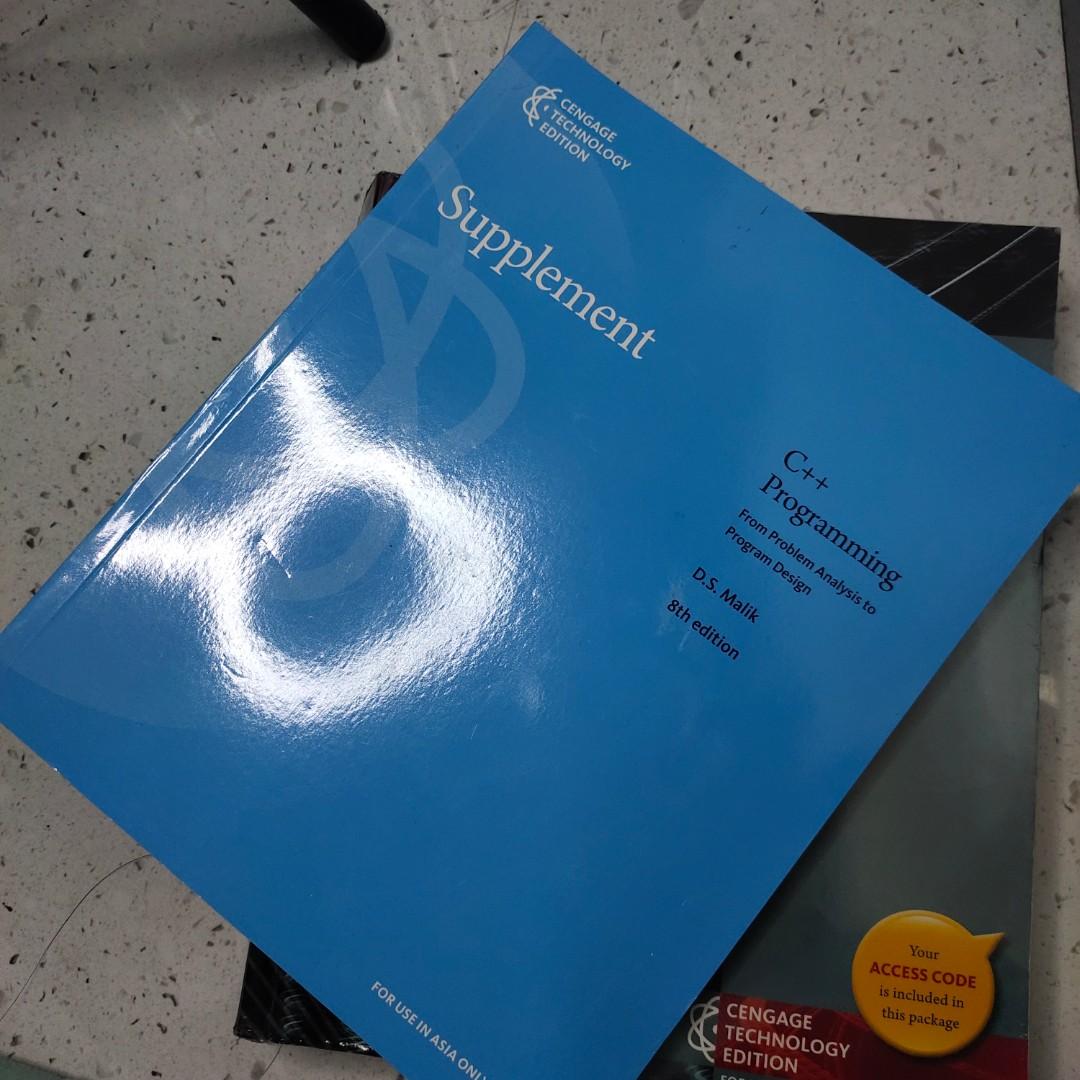 CENGAGE
TECHNOLOGY
EDITION
Supplement
C++
Programming
From Problem Analysis to
Program Design
D.S. Malik
8th edition
FOR USE IN ASIA ONLY
Your
ACCESS CODE
is included in
this package
CENGAGE
TECHNOLOGY
EDITION